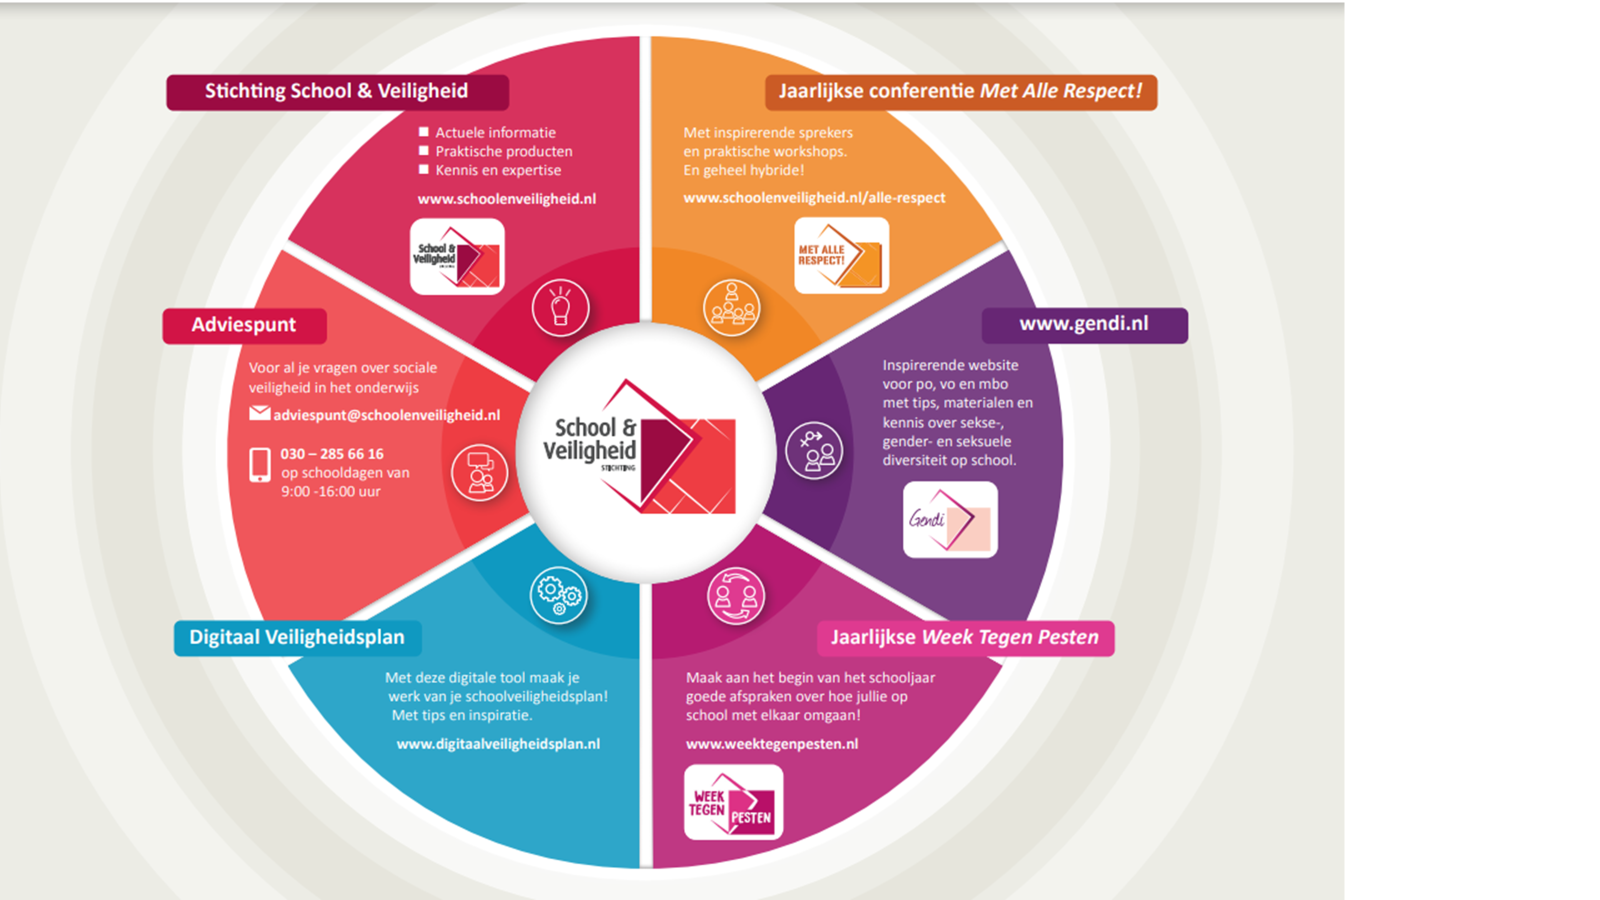 Stichting School & Veiligheid
Actuele informatie
Praktische producten
Kennis en expertise
www.schoolenveiligheid.nl
School &
Veiligheid
Jaarlijkse conferentie Met Alle Respect!
Met inspirerende sprekers
en praktische workshops.
En geheel hybride!
www.schoolenveiligheid.nl/alle-respect
MET ALLE
RESPECT!
Adviespunt
Voor al je vragen over sociale
veiligheid in het onderwijs
adviespunt@schoolenveiligheid.nl
030 – 285 66 16
op schooldagen van
9:00 -16:00 uur
School &
Veiligheid
STICHTING
www.gendi.nl
Inspirerende website
voor po, vo en mbo
met tips, materialen en
kennis over sekse-,
gender- en seksuele
diversiteit op school.
Gendi
Digitaal Veiligheidsplan
Met deze digitale tool maak je
werk van je schoolveiligheidsplan!
Met tips en inspiratie.
www.digitaalveiligheidsplan.nl
Jaarlijkse Week Tegen Pesten
Maak aan het begin van het schooljaar
goede afspraken over hoe jullie op
school met elkaar omgaan!
www.weektegenpesten.nl
WEEK
TEGEN
PESTEN